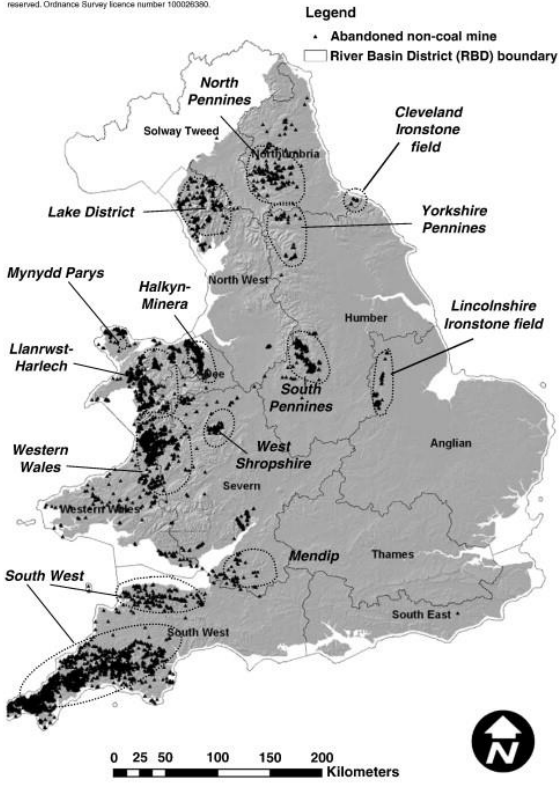 reserved. Ordnance Survey licence number 100026380.
Legend
Abandoned non-coal mine
River Basin District (RBD) boundary
North
Pennines
Solway Tweed
Northumbria
Cleveland
Ironstone
field
Lake District
Yorkshire
Pennines
North West
Mynydd Parys
Halkyn-
Minera
Humber
Lincolnshire
Ironstone field
Llanrwst-
Harlech
Dee
South
Pennines
Anglian
Western
Wales
West
Shropshire
Severn
Western Wales
Mendip
Thames
South West
South East
South West
N
0 25 50 100 150 200
Kilometers